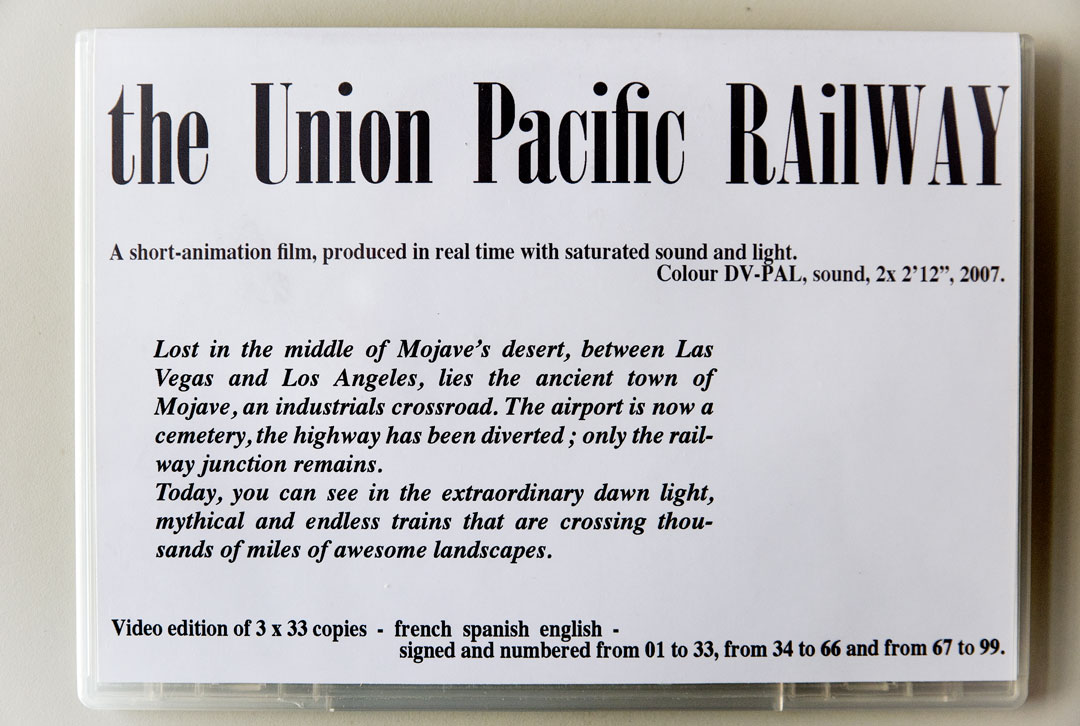 the Union Pacific RAilWAY
A short-animation film, produced in real time with saturated sound and light.
Colour DV-PAL, sound, 2x 2’12”, 2007.
Lost in the middle of Mojave’s desert, between Las
Vegas and Los Angeles, lies the ancient town of
Mojave, an industrials crossroad. The airport is now a
cemetery, the highway has been diverted ; only the rail-
way junction remains.
Today, you can see in the extraordinary dawn light,
mythical and endless trains that are crossing thou-
sands of miles of awesome landscapes.
Video edition of 3 x 33 copies - french spanish english -
signed and numbered from 01 to 33, from 34 to 66 and from 67 to 99.